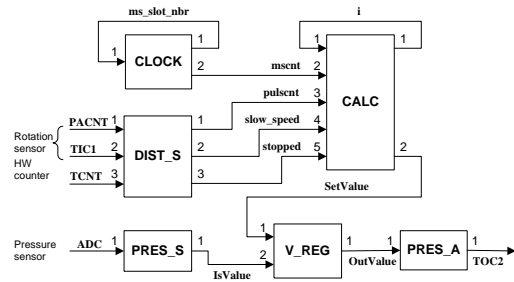 ms_slot_nbr
i
1 CLOCK 1
2
mscnt
pulscnt
slow_speed
stopped
1 CALC 1
2
3
4
5 2
SetValue
Rotation
sensor
HW
counter
PACNT 1
TIC1 2
TCNT 3
DIST_S
1
2
3
Pressure
sensor
ADC 1 PRES_S 1
IsValue
1
2 V_REG 1
OutValue
1 PRES_A 1
TOC2